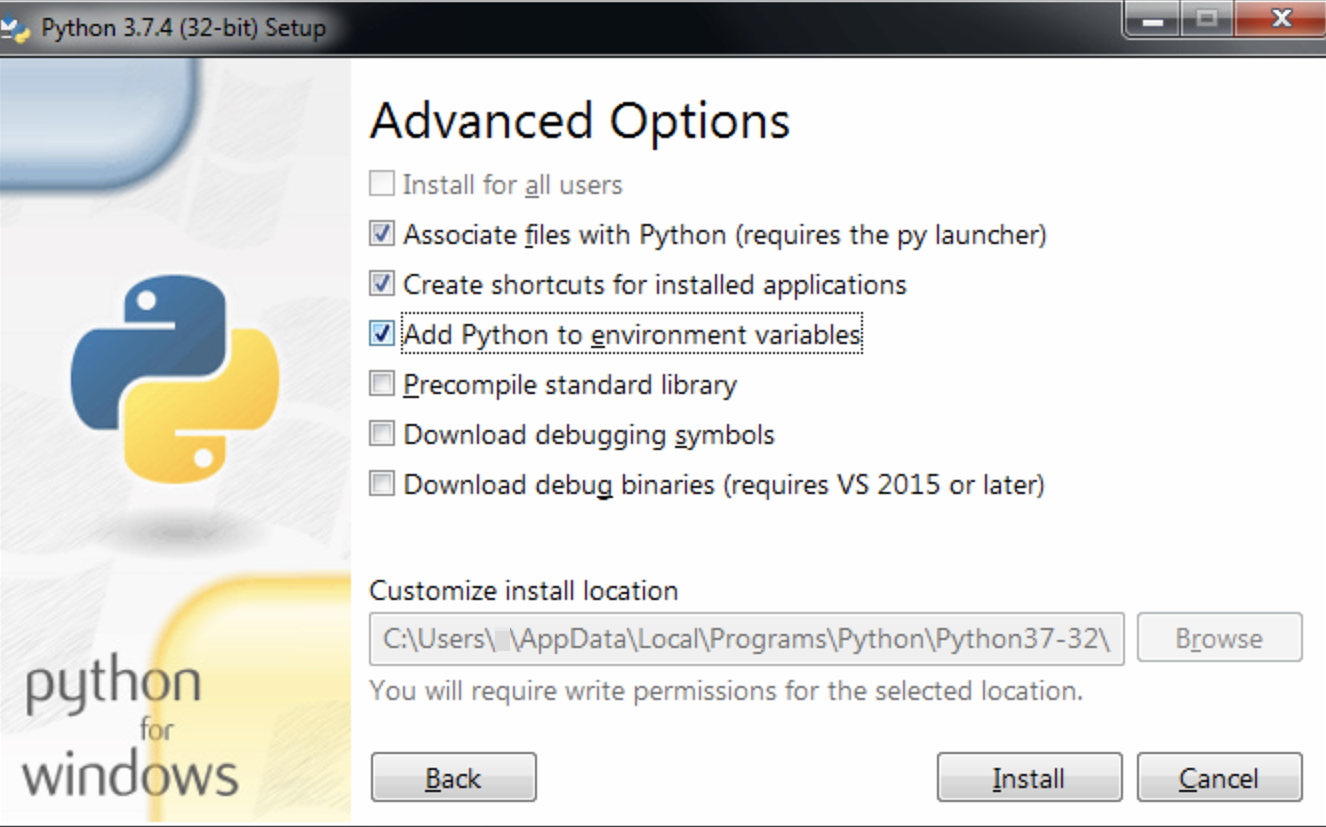 Python 3.7.4 (32-bit) Setup
Advanced Options
Install for all users
Associate files with Python (requires the py launcher)
Create shortcuts for installed applications
Add Python to environment variables
Precompile standard library
Download debugging symbols
Download debug binaries (requires VS 2015 or later)
Customize install location
C:\Users\ \AppData\Local\Programs\Python\Python37-32\
Browse
You will require write permissions for the selected location.
python
for
windows
Back
Install
Cancel